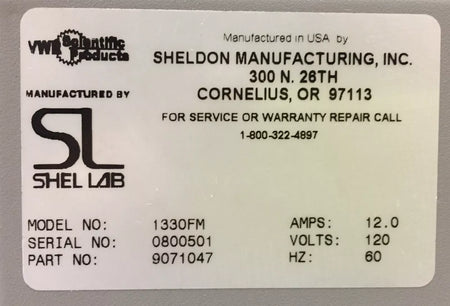 VWR Scientific Products
Manufactured in USA by
SHELDON MANUFACTURING, INC.
300 N. 26TH
CORNELIUS, OR 97113
FOR SERVICE OR WARRANTY REPAIR CALL
1-800-322-4897
MANUFACTURED BY
SL
SHEL LAB
MODEL NO: 1330FM AMPS: 12.0
SERIAL NO: 0800501 VOLTS: 120
PART NO: 9071047 HZ: 60